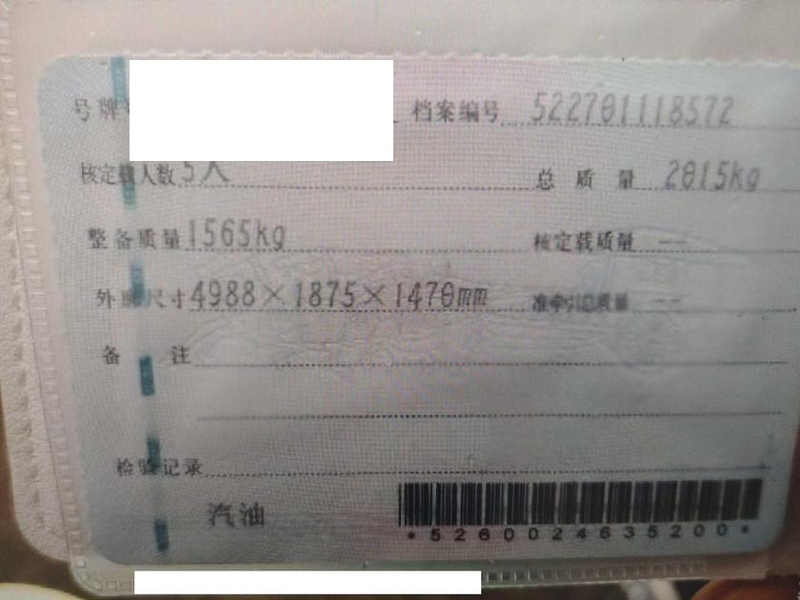 号牌 档案编号 522701118572
核定载人数 5人 总质量 2015kg
整备质量 1565kg 核定载质量 --
外廓尺寸 4988×1875×1470mm 准牵引总质量 --
备注
检验记录
汽油
*5260024635200*